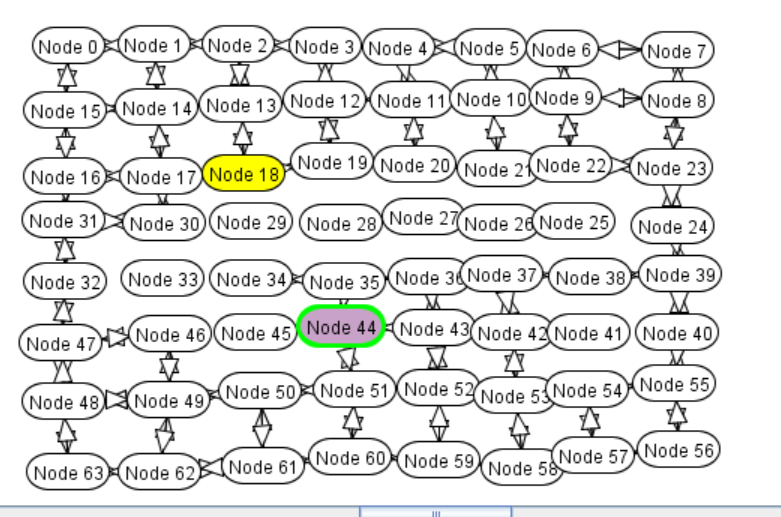 Node 0 Node 1 Node 2 Node 3 Node 4 Node 5 Node 6 Node 7
Node 15 Node 14 Node 13 Node 12 Node 11 Node 10 Node 9 Node 8
Node 16 Node 17 Node 18 Node 19 Node 20 Node 21 Node 22 Node 23
Node 31 Node 30 Node 29 Node 28 Node 27 Node 26 Node 25 Node 24
Node 32 Node 33 Node 34 Node 35 Node 36 Node 37 Node 38 Node 39
Node 47 Node 46 Node 45 Node 44 Node 43 Node 42 Node 41 Node 40
Node 48 Node 49 Node 50 Node 51 Node 52 Node 53 Node 54 Node 55
Node 63 Node 62 Node 61 Node 60 Node 59 Node 58 Node 57 Node 56